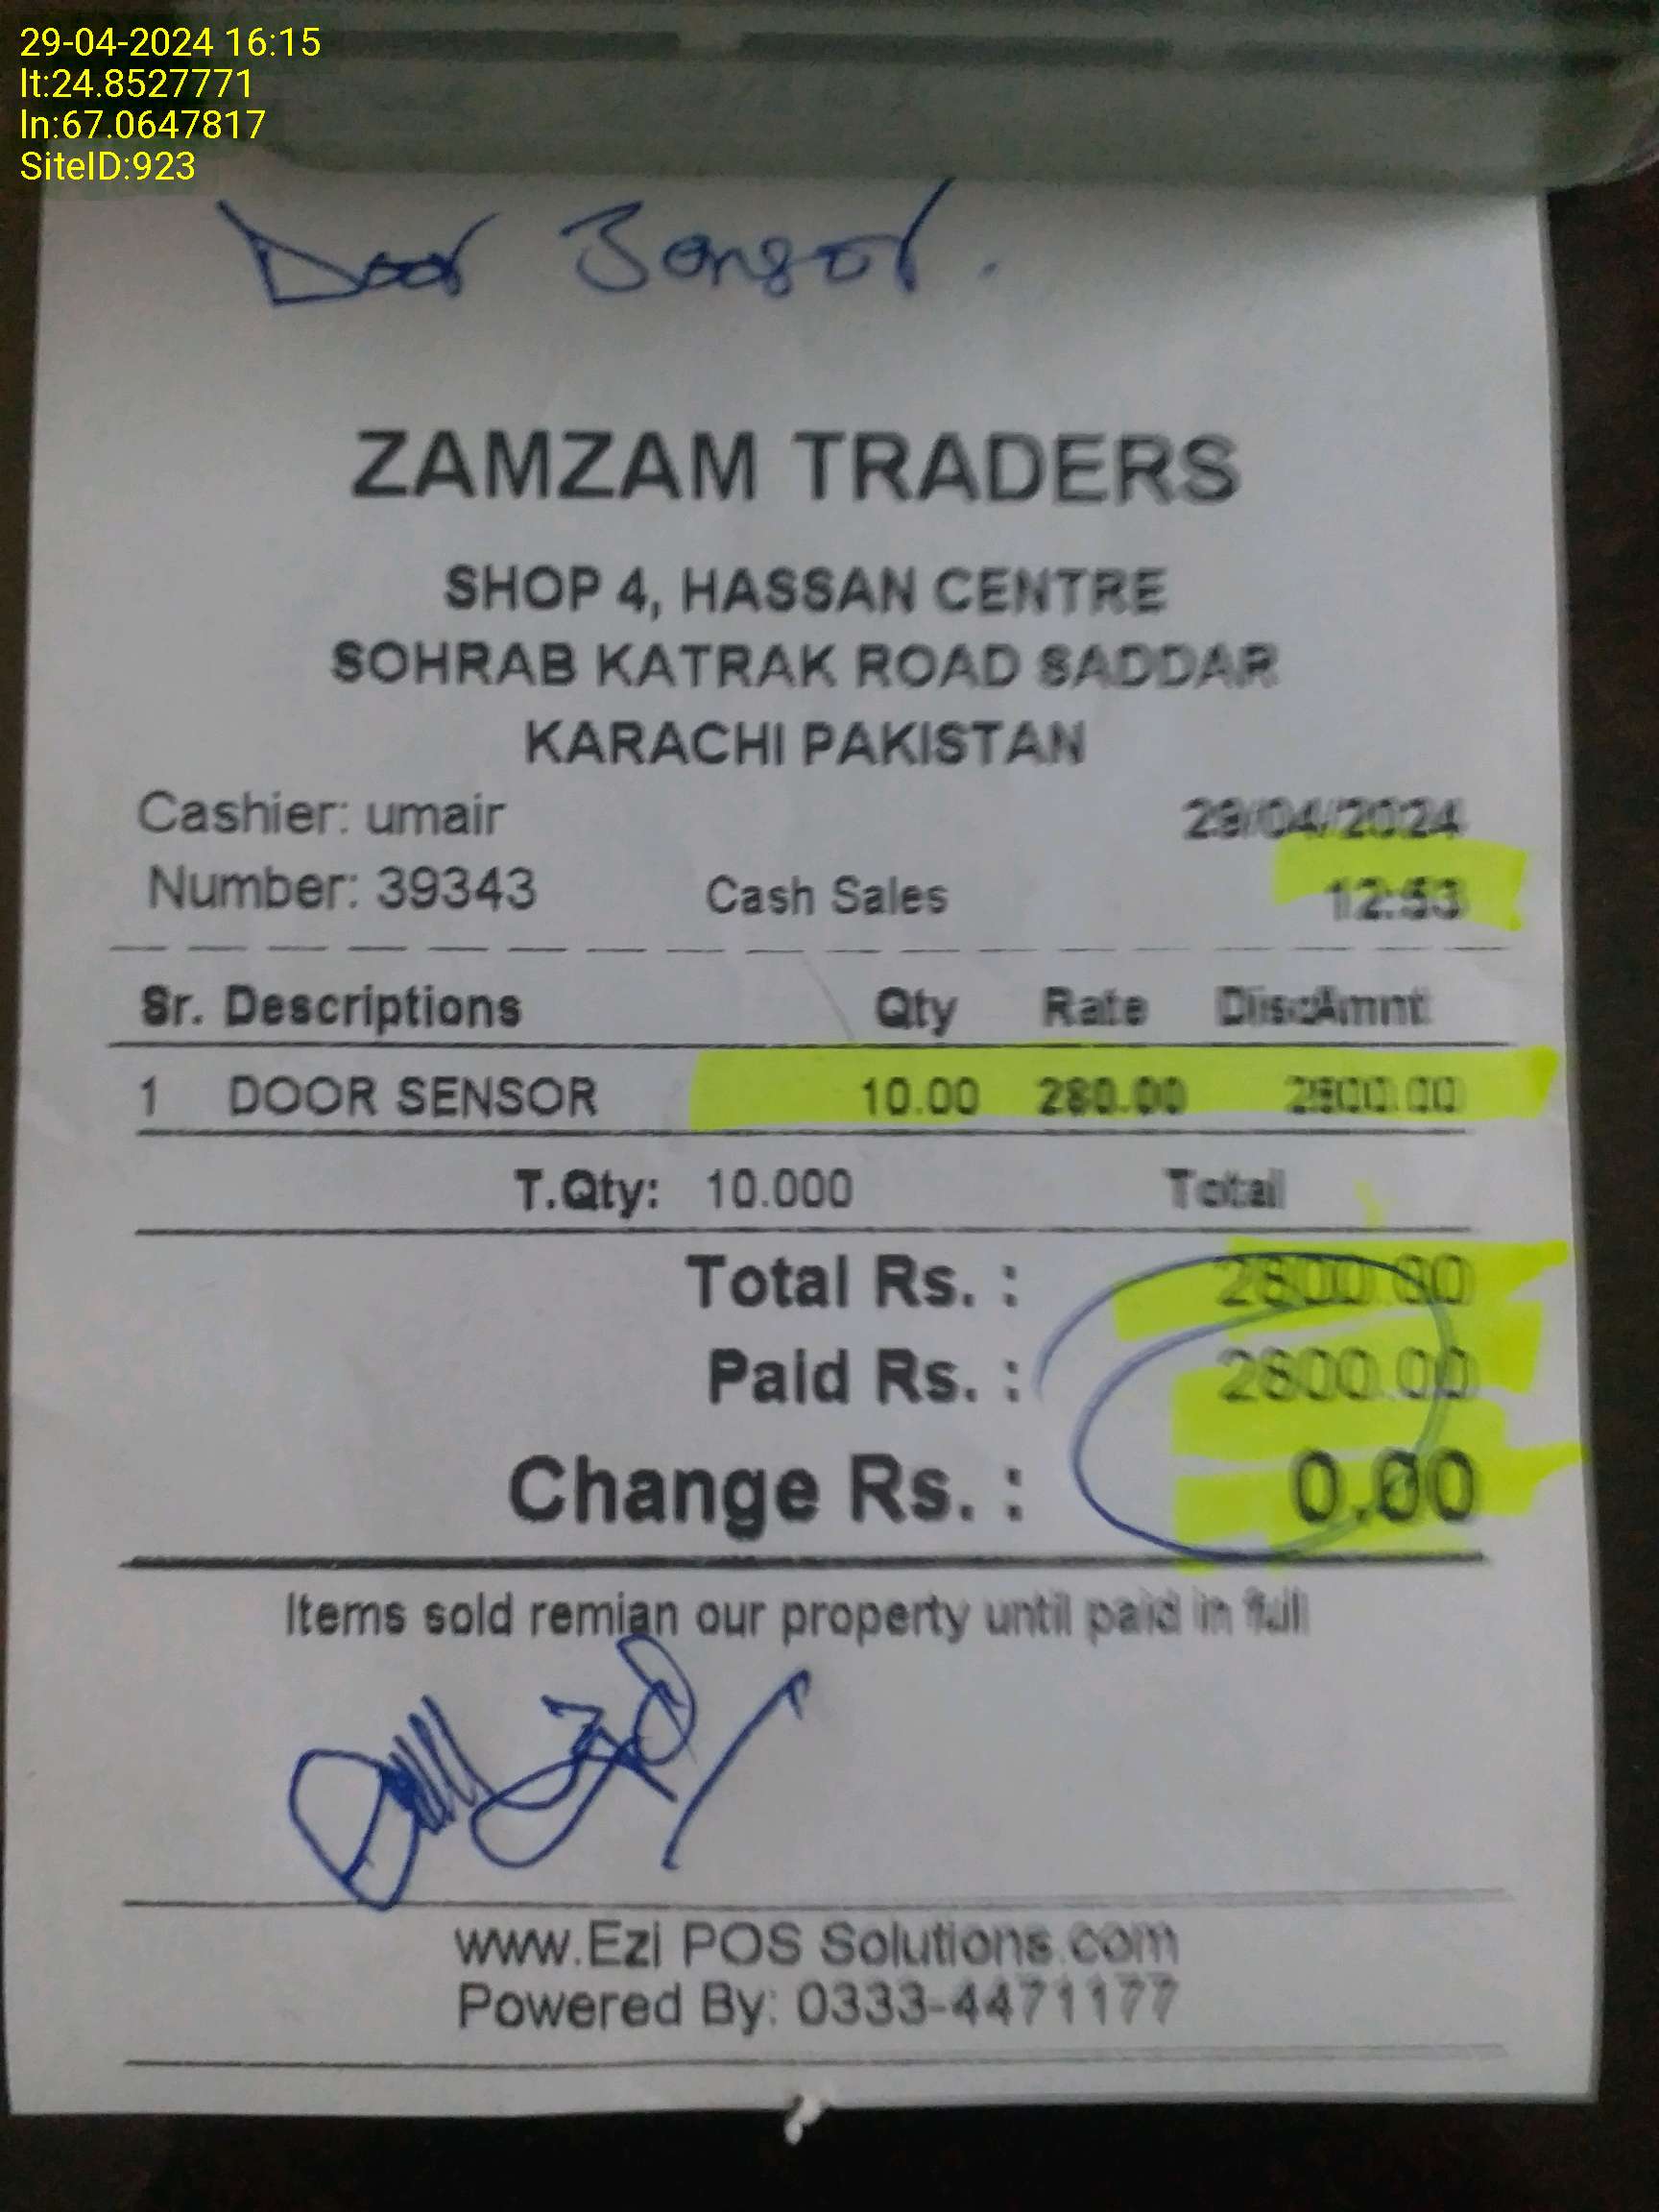 29-04-2024 16:15
lt:24.8527771
ln:67.0647817
SiteID:923
Door Sensor.
ZAMZAM TRADERS
SHOP 4, HASSAN CENTRE
SOHRAB KATRAK ROAD SADDAR
KARACHI PAKISTAN
Cashier: umair 29/04/2024
Number: 39343 Cash Sales 12:53
Sr. Descriptions Qty Rate DiscAmnt
1 DOOR SENSOR 10.00 280.00 2800.00
T.Qty: 10.000 Total
Total Rs. : 2800.00
Paid Rs. : 2800.00
Change Rs. : 0.00
Items sold remian our property until paid in full
www.Ezi POS Solutions.com
Powered By: 0333-4471177